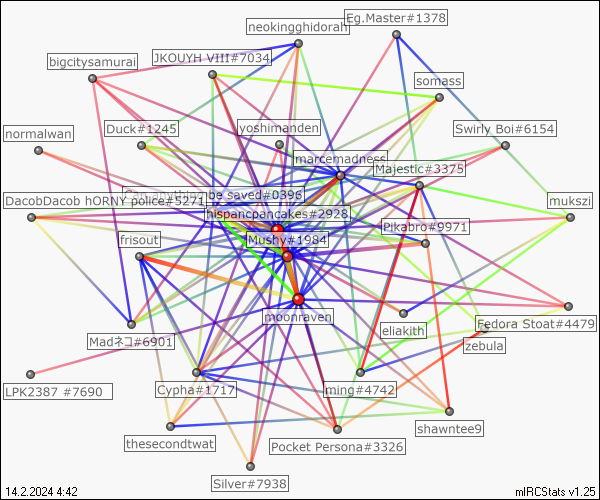 Eg.Master#1378
neokingghidorah
JKOUYH VIII#7034
bigcitysamurai
somass
Duck#1245
yoshimanden
Swirly Boi#6154
normalwan
marcemadness
Majestic#3375
be saved#0396
DacobDacob hORNY police#5271
mukszi
hispancpancakes#2928
Pikabro#9971
frisout
Mushy#1984
moonraven
Fedora Stoat#4479
eliakith
Madネコ#6901
zebula
LPK2387 #7690
Cypha#1717
ming#4742
shawntee9
thesecondtwat
Pocket Persona#3326
Silver#7938
14.2.2024 4:42
mIRCStats v1.25